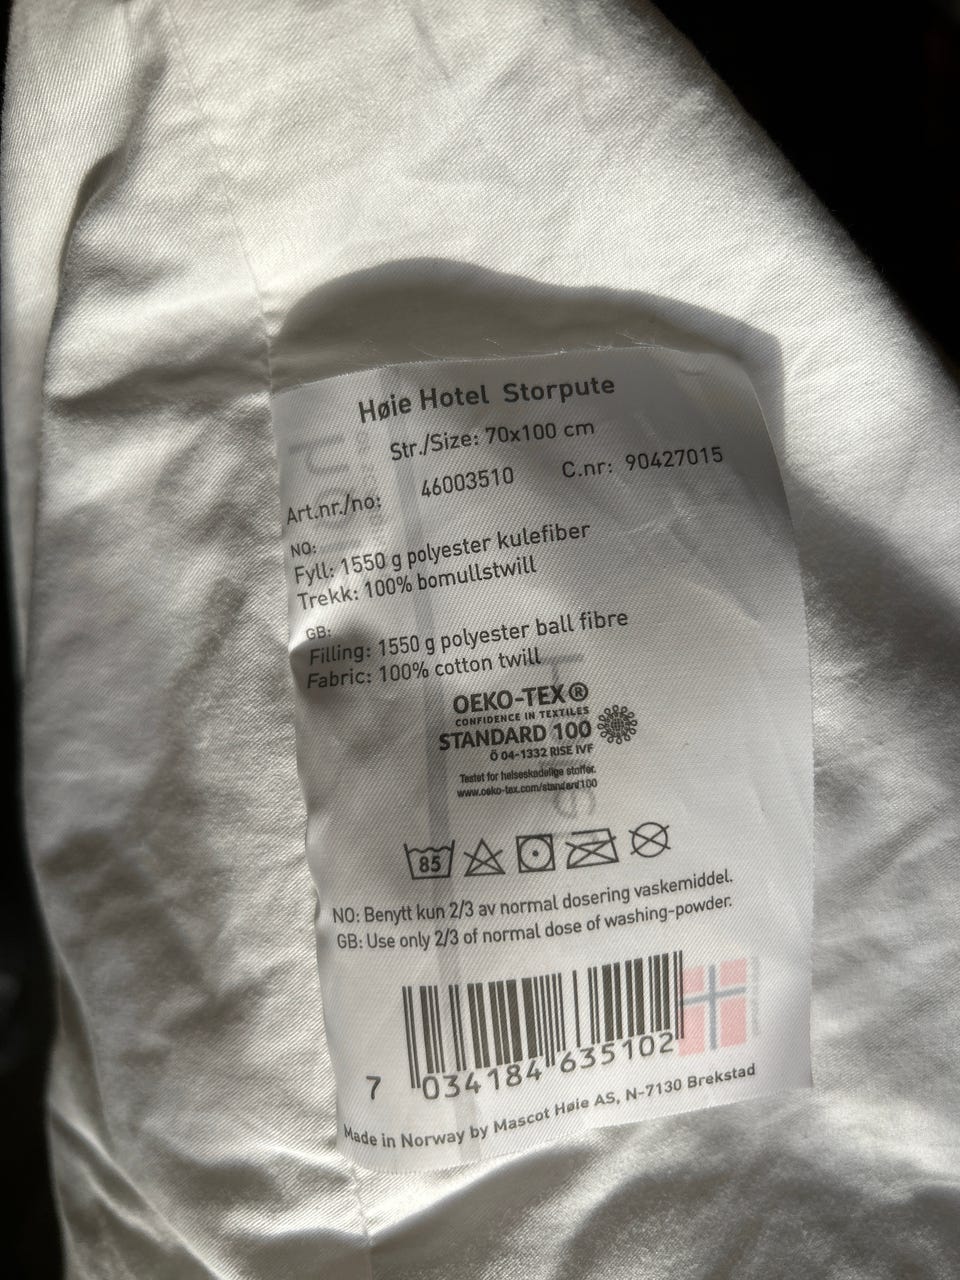 Høie Hotel Storpute
Str./Size: 70x100 cm
Art.nr./no: 46003510 C.nr: 90427015
NO:
Fyll: 1550 g polyester kulefiber
Trekk: 100% bomullstwill
GB:
Filling: 1550 g polyester ball fibre
Fabric: 100% cotton twill
OEKO-TEX®
CONFIDENCE IN TEXTILES
STANDARD 100
Ö 04-1332 RISE IVF
Testet for helseskadelige stoffer.
www.oeko-tex.com/standard100
85
NO: Benytt kun 2/3 av normal dosering vaskemiddel.
GB: Use only 2/3 of normal dose of washing-powder.
7 034184 635102
Made in Norway by Mascot Høie AS, N-7130 Brekstad